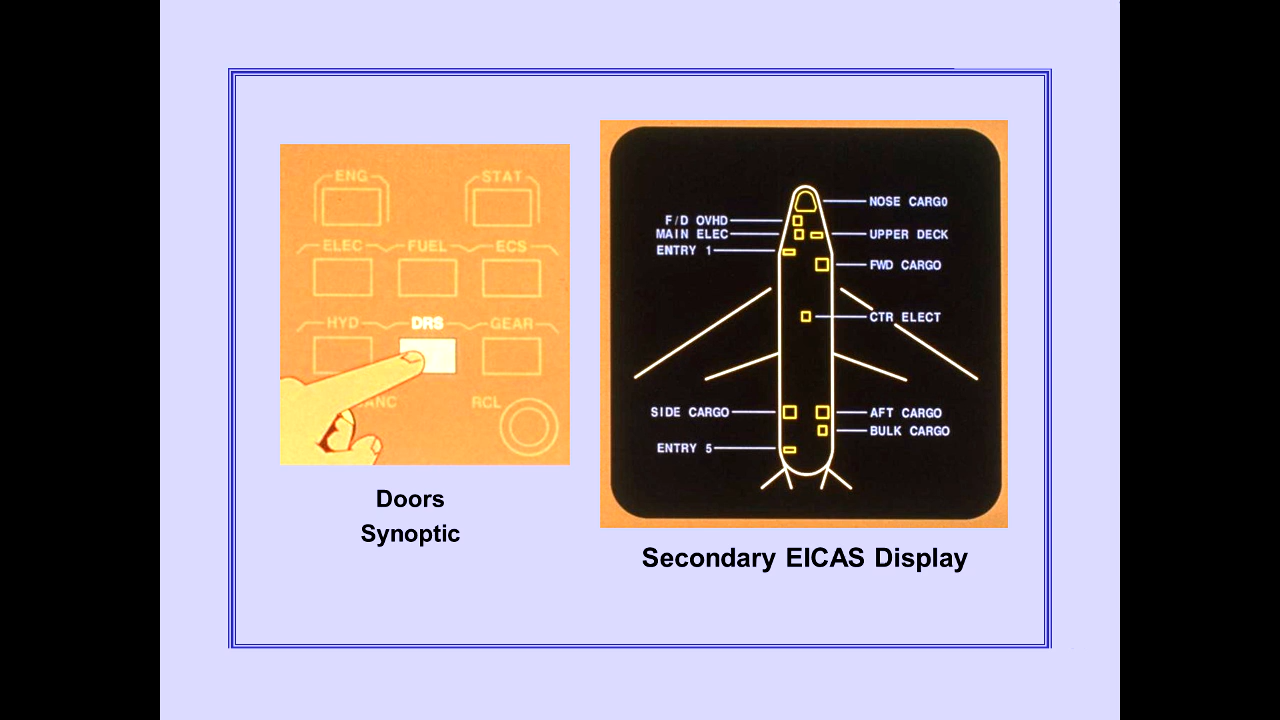 ENG
STAT
ELEC
FUEL
ECS
HYD
DRS
GEAR
ANC
RCL
Doors
Synoptic
NOSE CARGO
F/D OVHD
MAIN ELEC
UPPER DECK
ENTRY 1
FWD CARGO
CTR ELECT
SIDE CARGO
AFT CARGO
BULK CARGO
ENTRY 5
Secondary EICAS Display